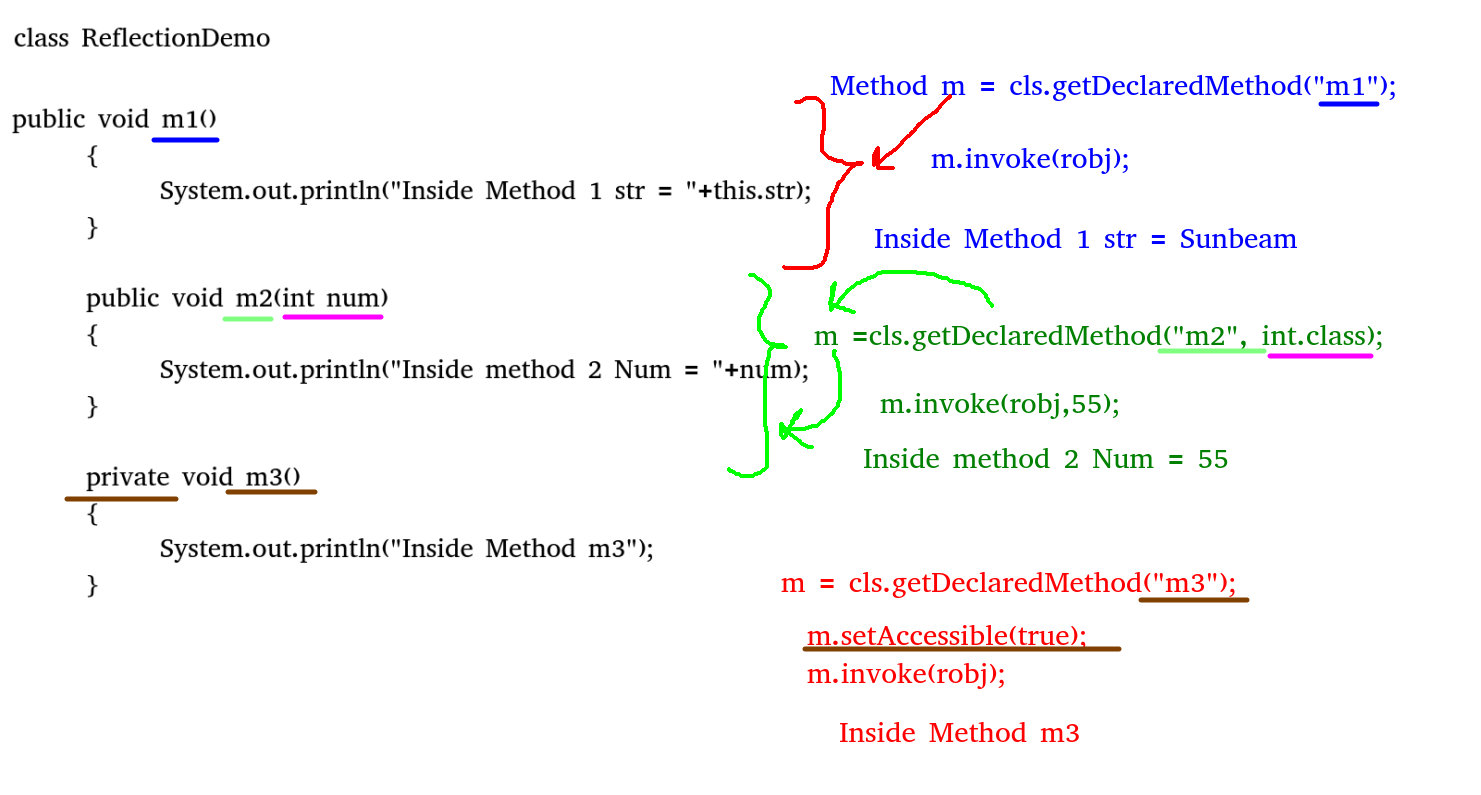 class ReflectionDemo
public void m1()
{
System.out.println("Inside Method 1 str = "+this.str);
}
public void m2(int num)
{
System.out.println("Inside method 2 Num = "+num);
}
private void m3()
{
System.out.println("Inside Method m3");
}
Method m = cls.getDeclaredMethod("m1");
m.invoke(robj);
Inside Method 1 str = Sunbeam
m =cls.getDeclaredMethod("m2", int.class);
m.invoke(robj,55);
Inside method 2 Num = 55
m = cls.getDeclaredMethod("m3");
m.setAccessible(true);
m.invoke(robj);
Inside Method m3